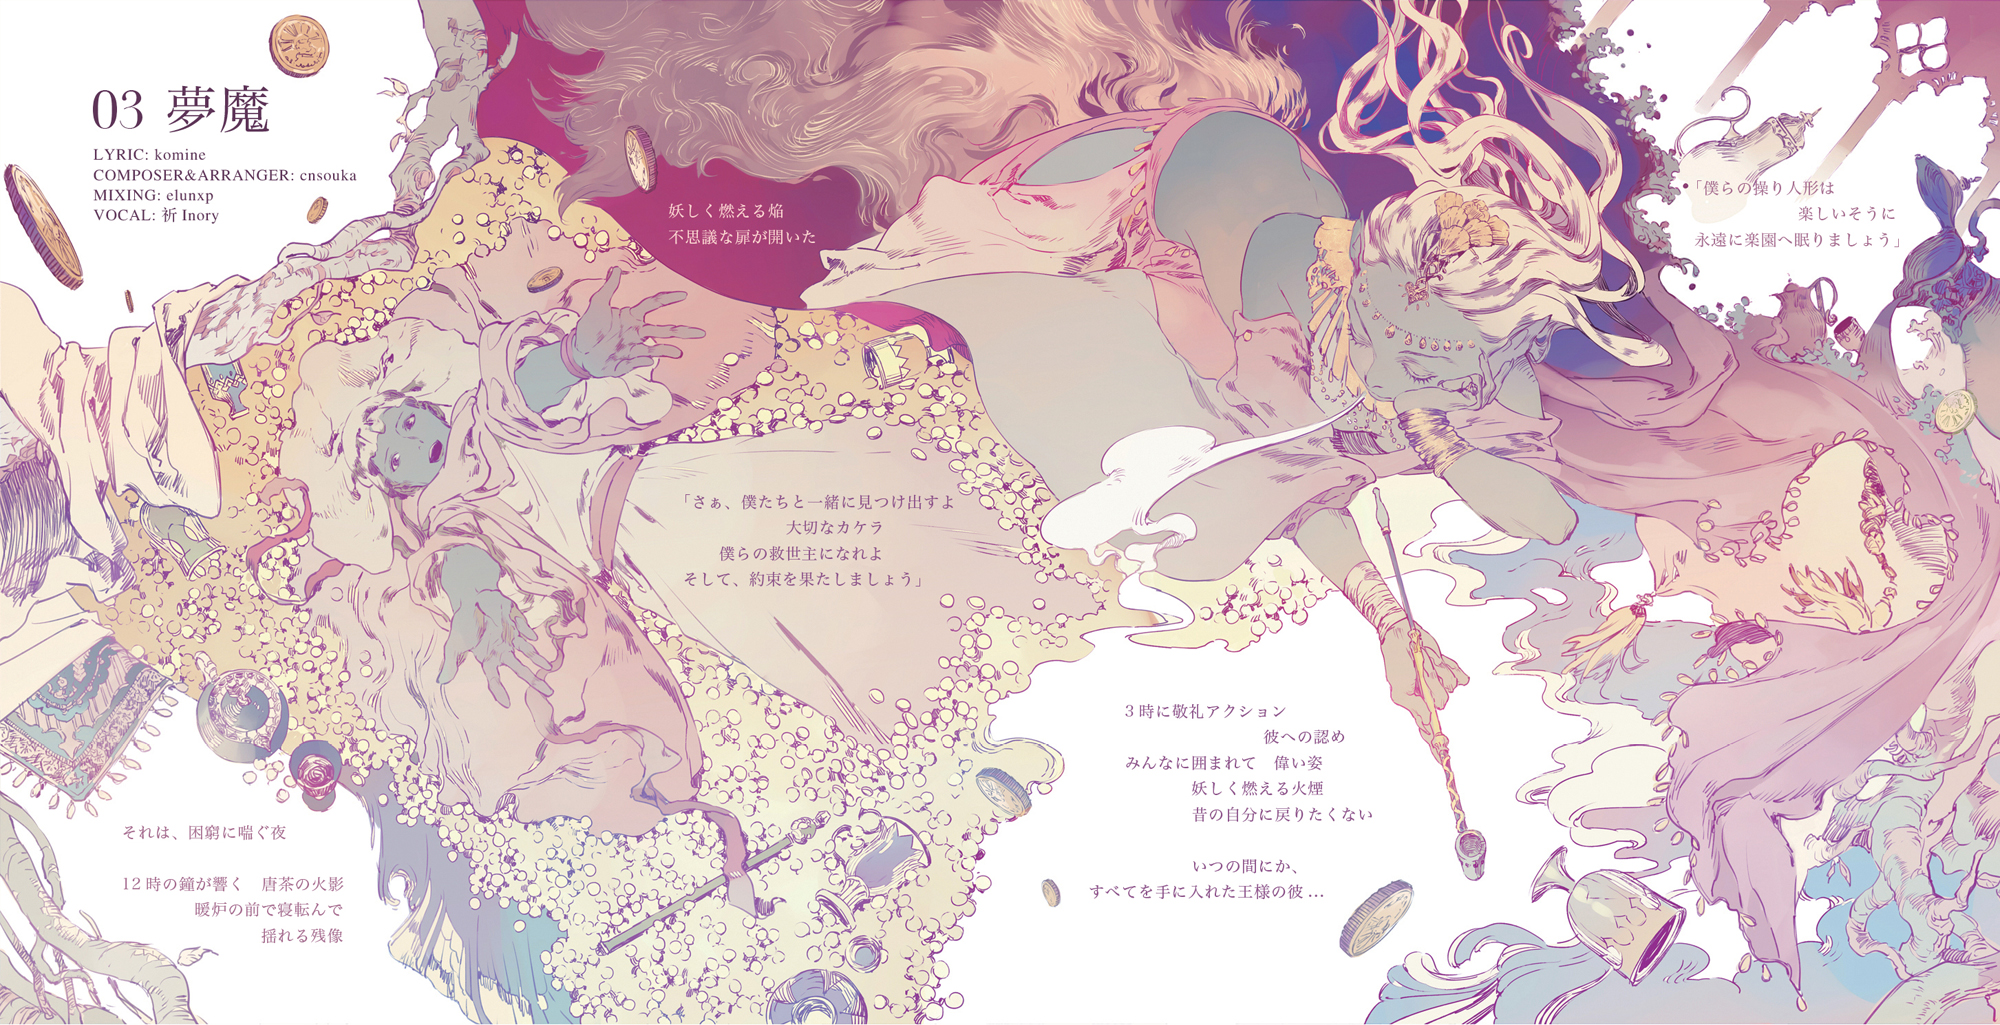 03 夢魔
LYRIC: komine
COMPOSER&ARRANGER: cnsouka
MIXING: elunxp
VOCAL: 祈 Inory
それは、困窮に喘ぐ夜
12時の鐘が響く　唐茶の火影
暖炉の前で寝転んで
揺れる残像
妖しく燃える焔
不思議な扉が開いた
「さぁ、僕たちと一緒に見つけ出すよ
大切なカケラ
僕らの救世主になれよ
そして、約束を果たしましょう」
3時に敬礼アクション
彼への認め
みんなに囲まれて　偉い姿
妖しく燃える火煙
昔の自分に戻りたくない
いつの間にか、
すべてを手に入れた王様の彼…
「僕らの操り人形は
楽しいそうに
永遠に楽園へ眠りましょう」